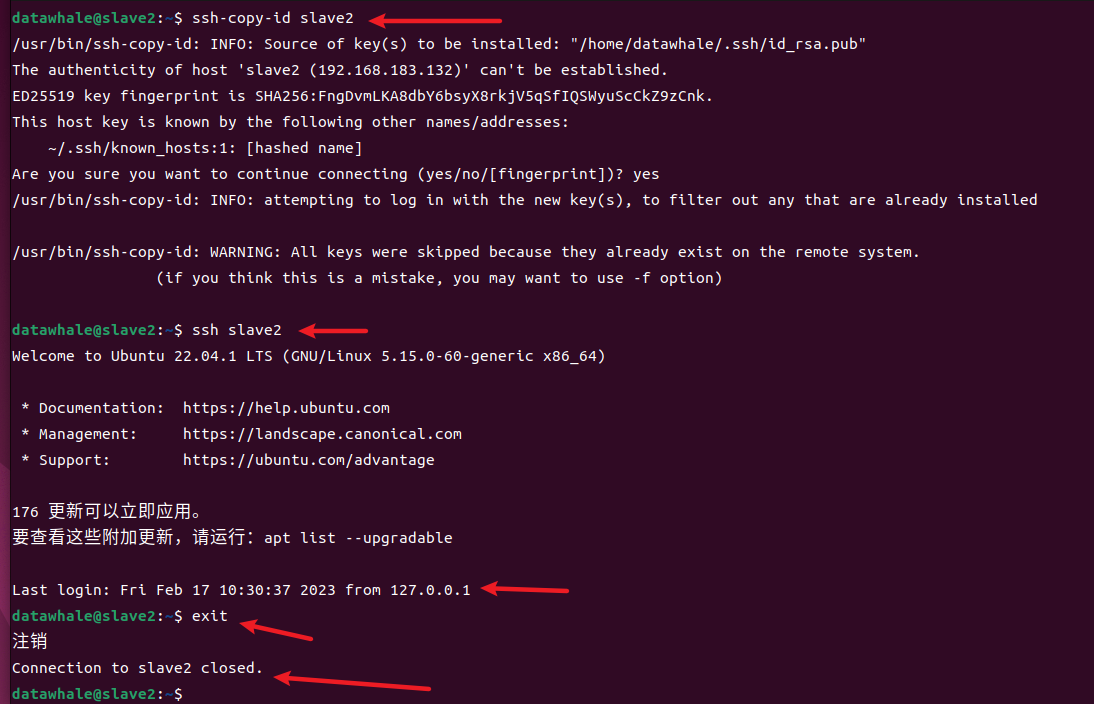 datawhale@slave2:~$ ssh-copy-id slave2
/usr/bin/ssh-copy-id: INFO: Source of key(s) to be installed: "/home/datawhale/.ssh/id_rsa.pub"
The authenticity of host 'slave2 (192.168.183.132)' can't be established.
ED25519 key fingerprint is SHA256:FngDvmLKA8dbY6bsyX8rkjV5qSfIQSWyuScCkZ9zCnk.
This host key is known by the following other names/addresses:
    ~/.ssh/known_hosts:1: [hashed name]
Are you sure you want to continue connecting (yes/no/[fingerprint])? yes
/usr/bin/ssh-copy-id: INFO: attempting to log in with the new key(s), to filter out any that are already installed
/usr/bin/ssh-copy-id: WARNING: All keys were skipped because they already exist on the remote system.
                (if you think this is a mistake, you may want to use -f option)
datawhale@slave2:~$ ssh slave2
Welcome to Ubuntu 22.04.1 LTS (GNU/Linux 5.15.0-60-generic x86_64)
 * Documentation:  https://help.ubuntu.com
 * Management:     https://landscape.canonical.com
 * Support:        https://ubuntu.com/advantage
176 更新可以立即应用。
要查看这些附加更新，请运行：apt list --upgradable
Last login: Fri Feb 17 10:30:37 2023 from 127.0.0.1
datawhale@slave2:~$ exit
注销
Connection to slave2 closed.
datawhale@slave2:~$